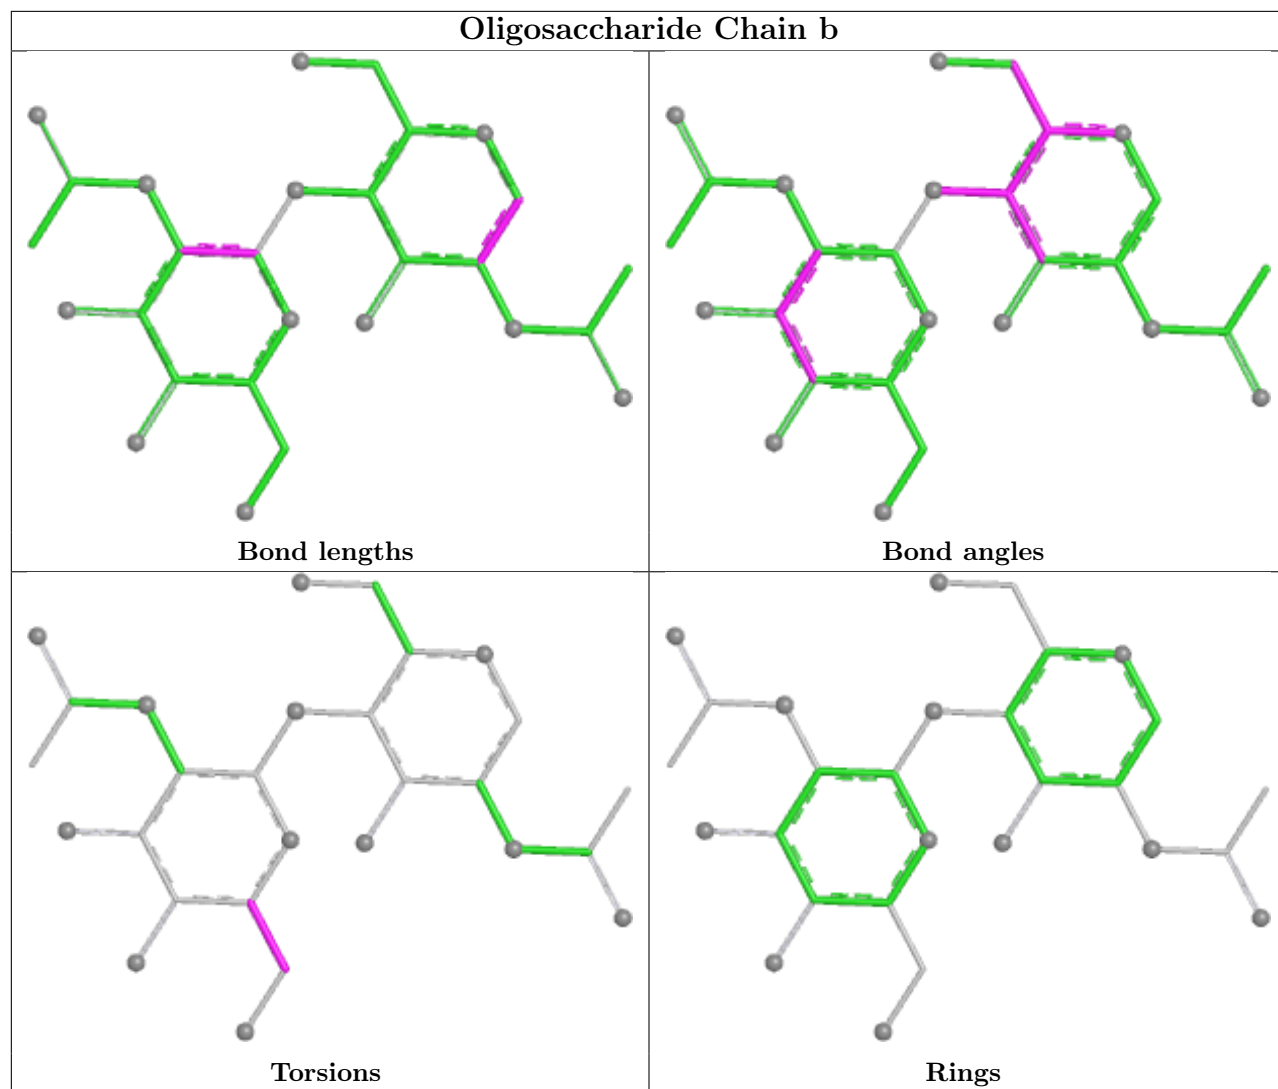 Oligosaccharide Chain b
Bond lengths
Bond angles
Torsions
Rings